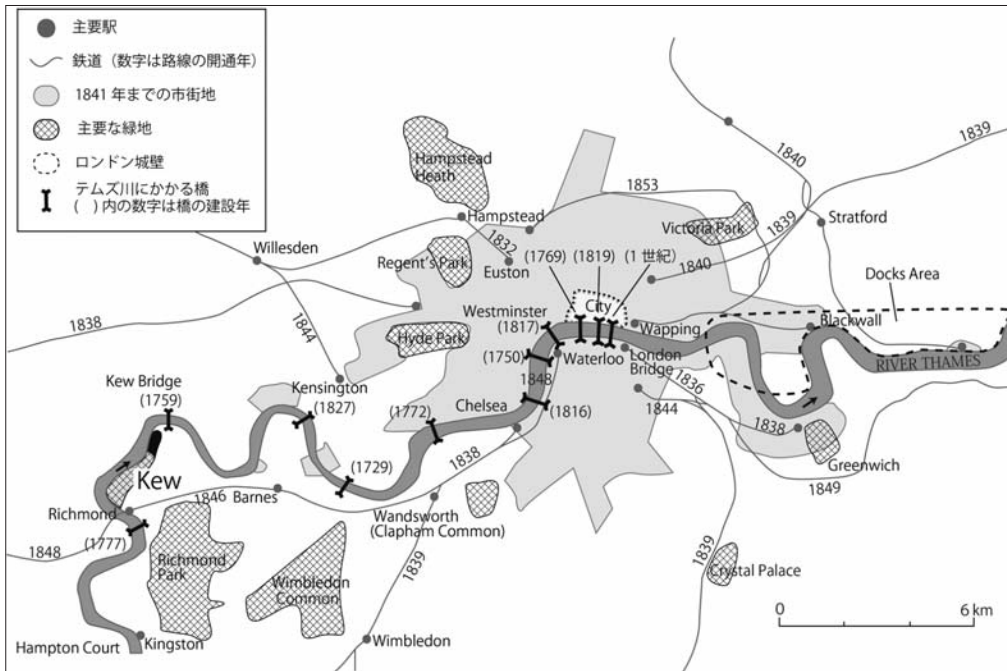 主要駅
鉄道（数字は路線の開通年）
1841 年までの市街地
主要な緑地
ロンドン城壁
テムズ川にかかる橋
(　) 内の数字は橋の建設年
1839
1840
Hampstead
Heath
1853
1839
Victoria Park
Stratford
Hampstead
1832
Willesden
Regent's Park
Euston
(1769)
(1819)
(1 世紀)
1840
Docks Area
City
Westminster
(1817)
Wapping
Blackwall
1838
1844
Hyde Park
(1750)
Waterloo
London
Bridge
RIVER THAMES
Kew Bridge
(1759)
Kensington
(1827)
1848
1836
(1772)
Chelsea
(1816)
1844
1838
Kew
(1729)
1838
Greenwich
1849
1846
Barnes
Richmond
Wandsworth
(Clapham Common)
1848
(1777)
Richmond
Park
Wimbledon
Common
1839
1839
Crystal Palace
0
6 km
Hampton Court
Kingston
Wimbledon